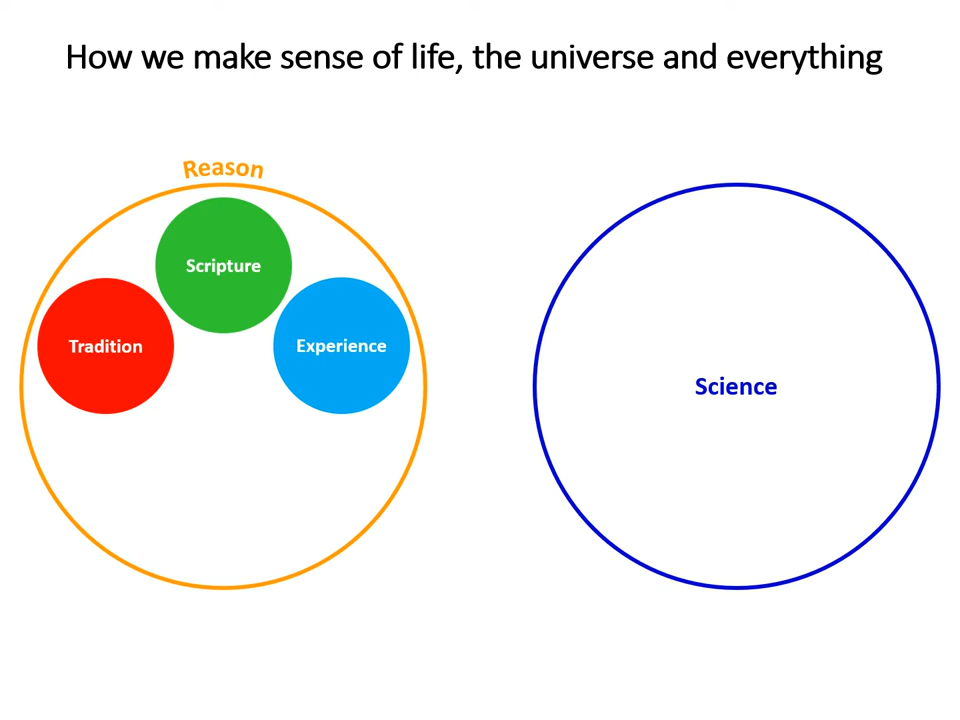 How we make sense of life, the universe and everything
Reason
Scripture
Tradition
Experience
Science